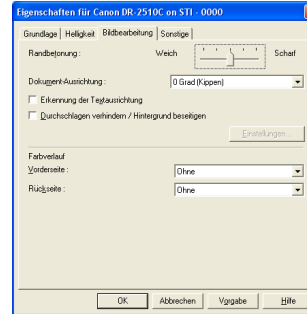 Eigenschaften für Canon DR-2510C on STI - 0000
Grundlage Helligkeit Bildbearbeitung Sonstige
Randbetonung : Weich Scharf
Dokument-Ausrichtung : 0 Grad (Kippen)
Erkennung der Textausrichtung
Durchschlagen verhindern / Hintergrund beseitigen
Einstellungen...
Farbverlauf
Vorderseite : Ohne
Rückseite : Ohne
OK Abbrechen Vorgabe Hilfe